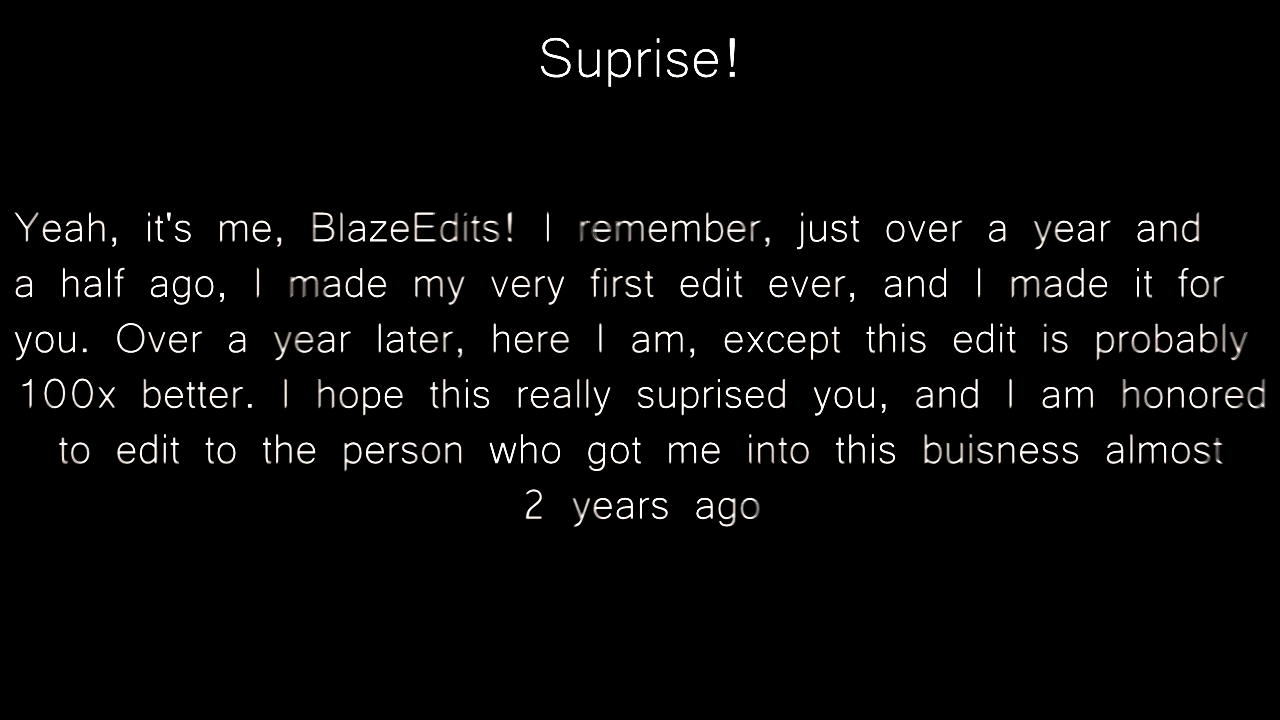 Suprise!
Yeah, it's me, BlazeEdits! I remember, just over a year and
a half ago, I made my very first edit ever, and I made it for
you. Over a year later, here I am, except this edit is probably
100x better. I hope this really suprised you, and I am honored
to edit to the person who got me into this buisness almost
2 years ago